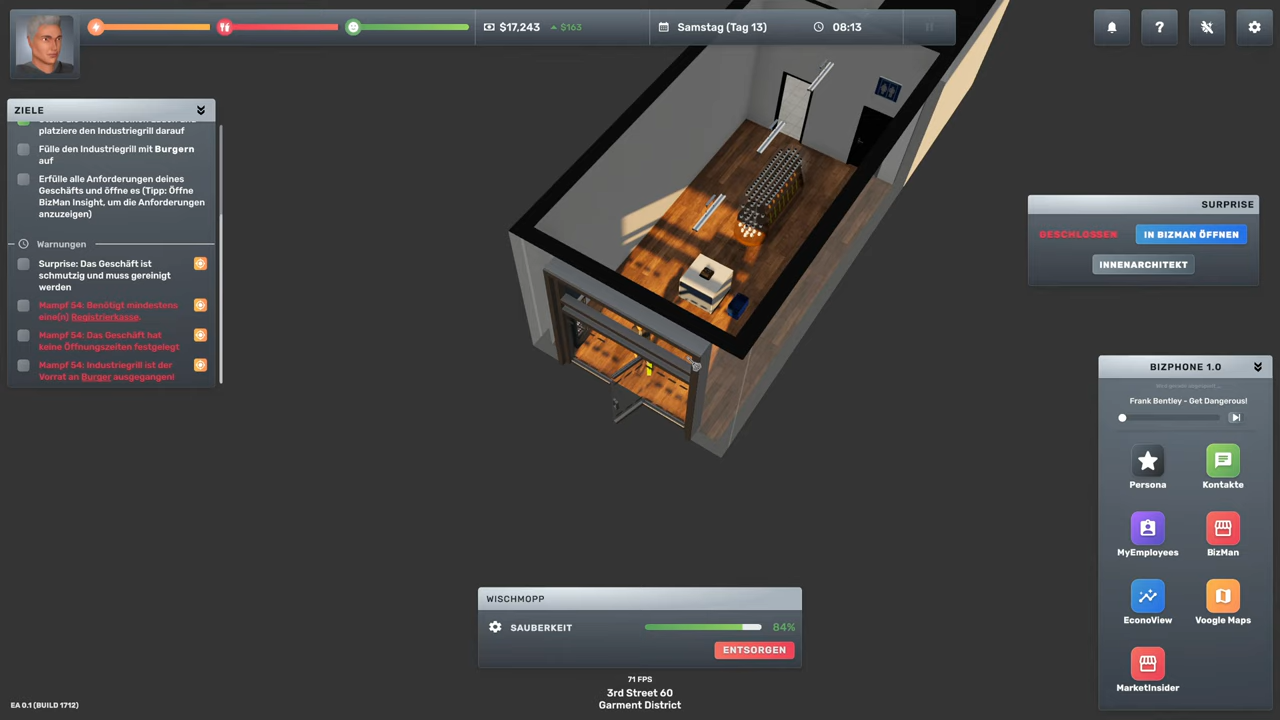 $17,243
$163
Samstag (Tag 13)
08:13
ZIELE
platziere den Industriegrill darauf
Fülle den Industriegrill mit Burgern
auf
Erfülle alle Anforderungen deines
Geschäfts und öffne es (Tipp: Öffne
BizMan Insight, um die Anforderungen
anzuzeigen)
Warnungen
Surprise: Das Geschäft ist
schmutzig und muss gereinigt
werden
Mampf 54: Benötigt mindestens
eine(n) Registrierkasse.
Mampf 54: Das Geschäft hat
keine Öffnungszeiten festgelegt
Mampf 54: Industriegrill ist der
Vorrat an Burger ausgegangen!
SURPRISE
GESCHLOSSEN
IN BIZMAN ÖFFNEN
INNENARCHITEKT
BIZPHONE 1.0
Frank Bentley - Get Dangerous!
Persona
Kontakte
MyEmployees
BizMan
EconoView
Voogle Maps
MarketInsider
WISCHMOPP
SAUBERKEIT
84%
ENTSORGEN
71 FPS
3rd Street 60
Garment District
EA 0.1 (BUILD 1712)